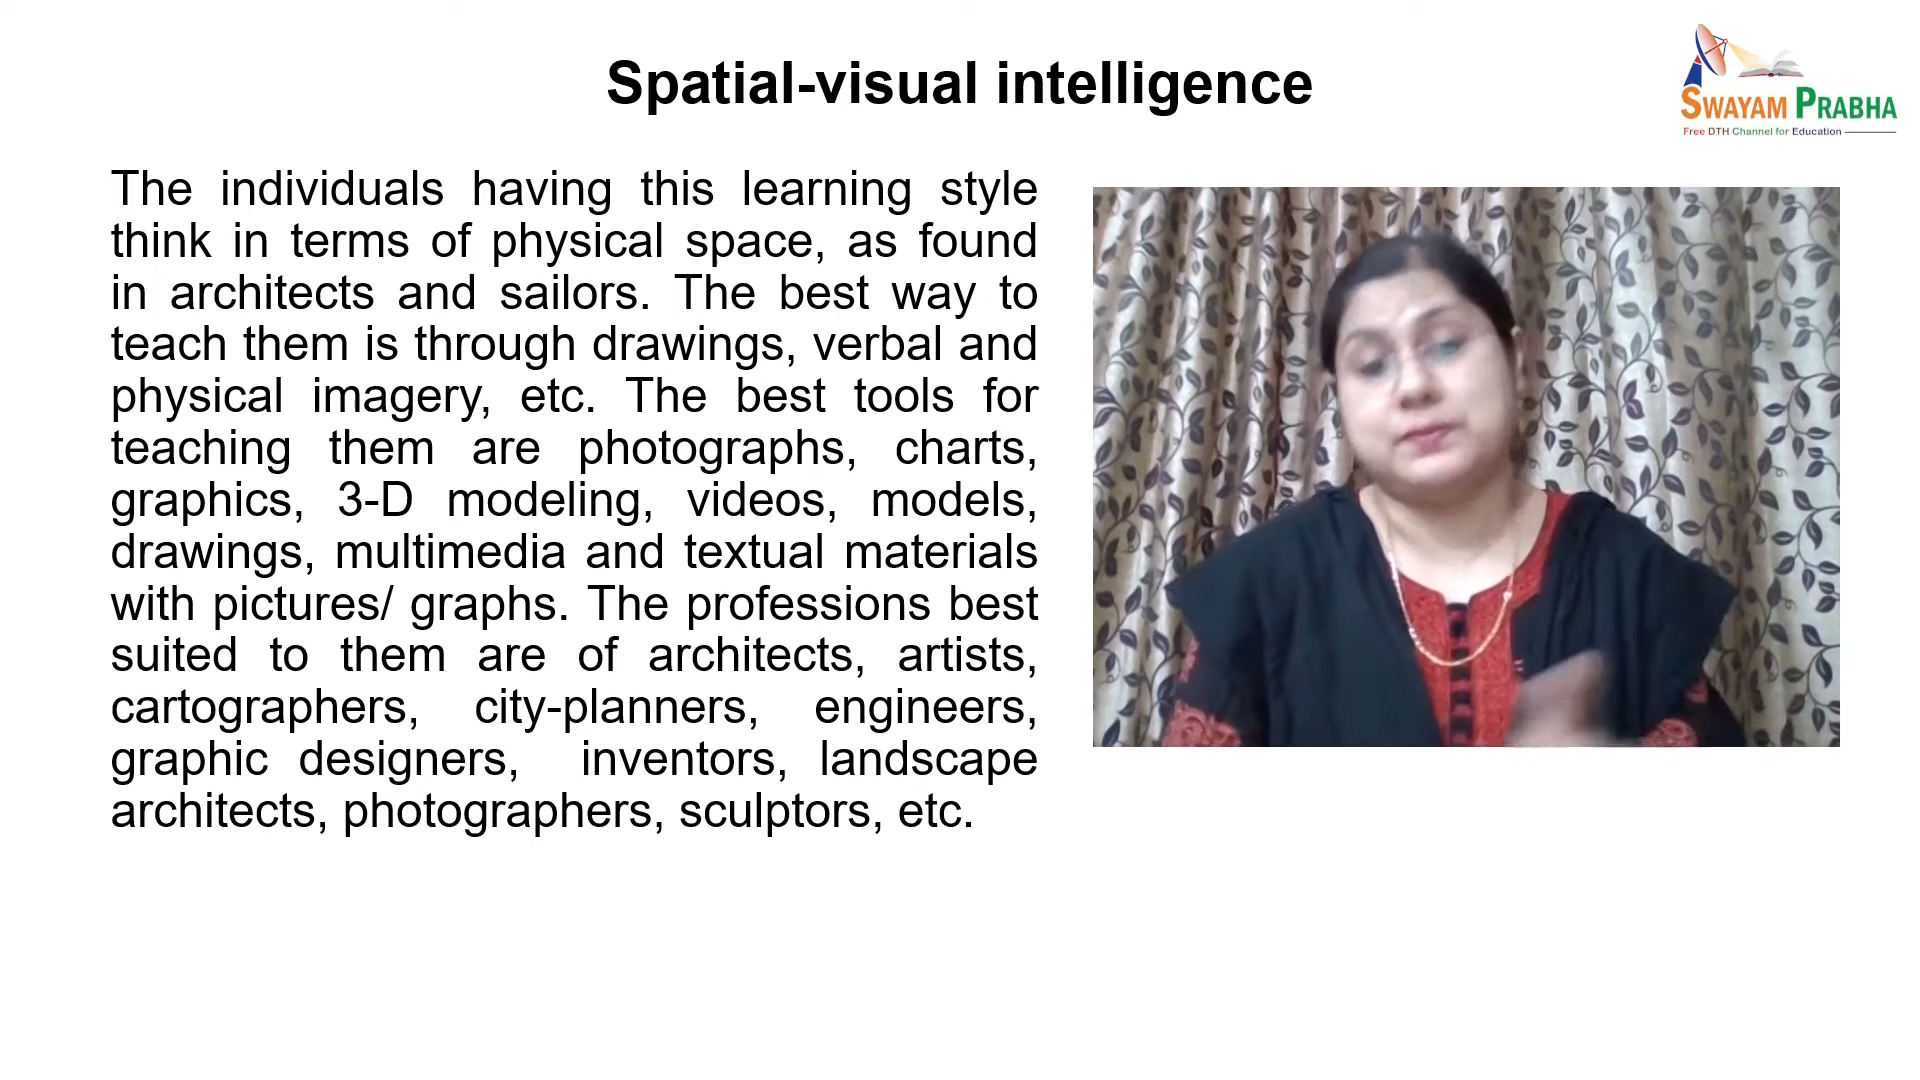 Spatial-visual intelligence
SWAYAM PRABHA
Free DTH Channel for Education
The individuals having this learning style
think in terms of physical space, as found
in architects and sailors. The best way to
teach them is through drawings, verbal and
physical imagery, etc. The best tools for
teaching them are photographs, charts,
graphics, 3-D modeling, videos, models,
drawings, multimedia and textual materials
with pictures/ graphs. The professions best
suited to them are of architects, artists,
cartographers, city-planners, engineers,
graphic designers, inventors, landscape
architects, photographers, sculptors, etc.